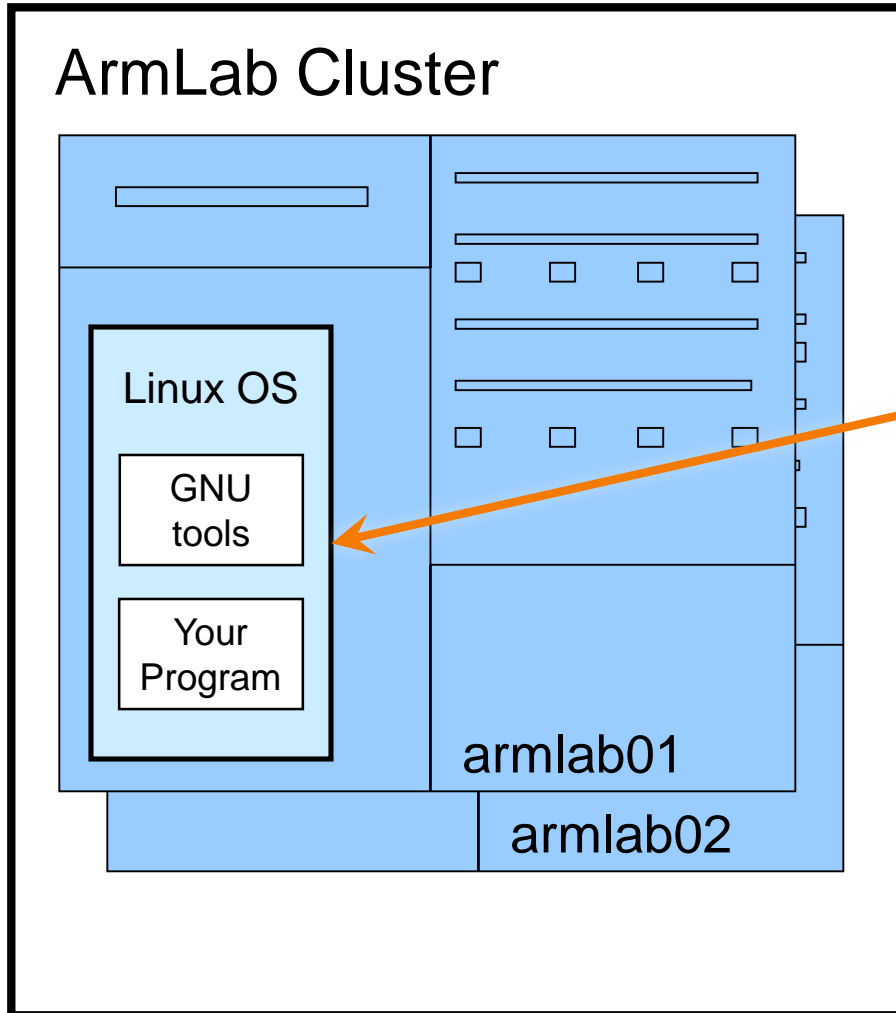 ArmLab Cluster
Linux OS
GNU
tools
Your
Program
armlab01
armlab02